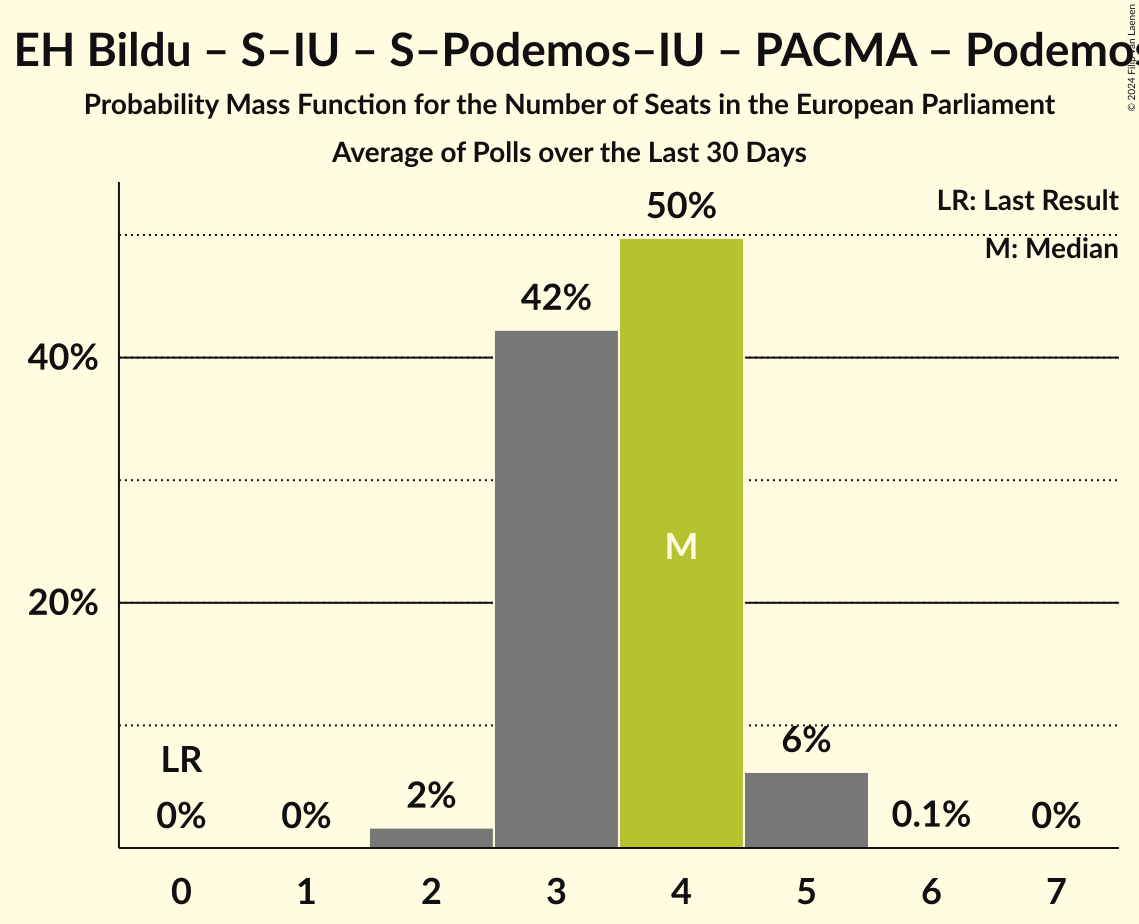 EH Bildu – S–IU – S–Podemos–IU – PACMA – Podemos
Probability Mass Function for the Number of Seats in the European Parliament
Average of Polls over the Last 30 Days
© 2024 Filip van Laenen
LR: Last Result
M: Median
50%
42%
40%
M
20%
6%
LR
2%
0%
0%
0.1%
0%
0 1 2 3 4 5 6 7